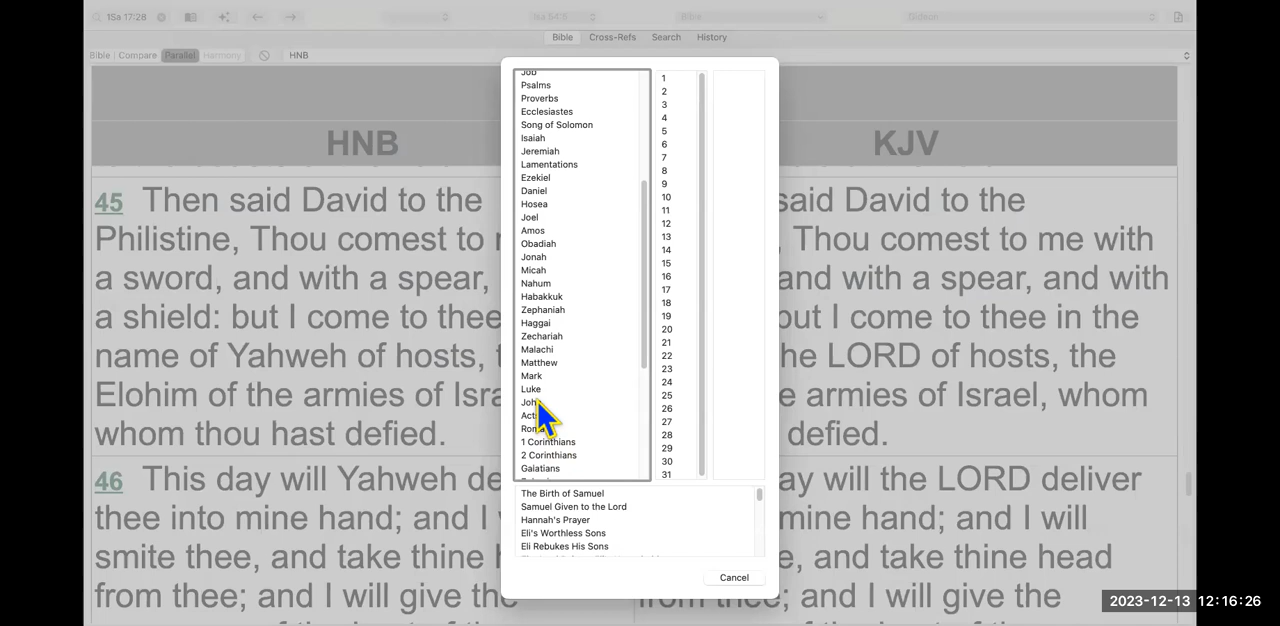 1Sa 17:28
Isa 54:6
Bible
Gideon
Bible Cross-Refs Search History
Bible Compare Parallel Harmony HNB
HNB
KJV
45 Then said David to the
Philistine, Thou comest to
a sword, and with a spear,
a shield: but I come to thee
name of Yahweh of hosts,
Elohim of the armies of
whom thou hast defied.
46 This day will Yahweh
thee into mine hand; and I
smite thee, and take thine
from thee; and I will give the
said David to the
Thou comest to me with
and with a spear, and with
but I come to thee in the
LORD of hosts, the
armies of Israel, whom
defied.
will the LORD deliver
mine hand; and I will
and take thine head
from thee; and I will give the
Job
Psalms
Proverbs
Ecclesiastes
Song of Solomon
Isaiah
Jeremiah
Lamentations
Ezekiel
Daniel
Hosea
Joel
Amos
Obadiah
Jonah
Micah
Nahum
Habakkuk
Zephaniah
Haggai
Zechariah
Malachi
Matthew
Mark
Luke
1 Corinthians
2 Corinthians
Galatians
1
2
3
4
5
6
7
8
9
10
11
12
13
14
15
16
17
18
19
20
21
22
23
24
25
26
27
28
29
30
31
The Birth of Samuel
Samuel Given to the Lord
Hannah's Prayer
Eli's Worthless Sons
Eli Rebukes His Sons
Cancel
2023-12-13 12:16:26